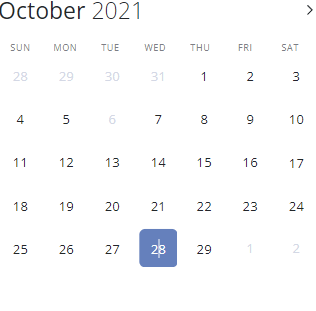 October 2021
SUN MON TUE WED THU FRI SAT
28 29 30 31 1 2 3
4 5 6 7 8 9 10
11 12 13 14 15 16 17
18 19 20 21 22 23 24
25 26 27 28 29 1 2